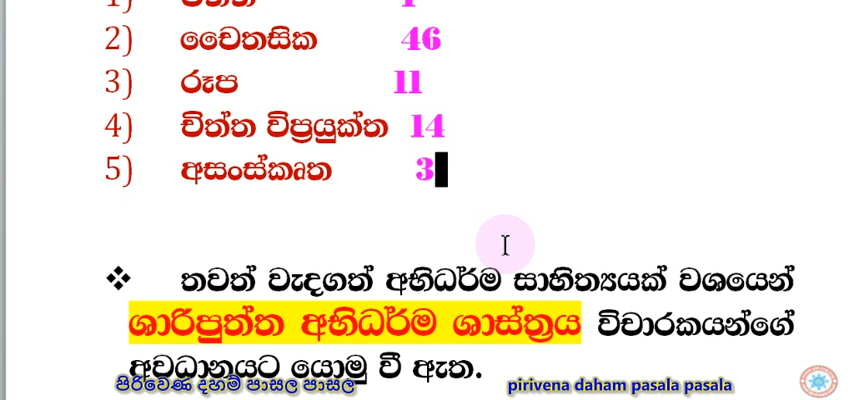 2) චෛතසික 46
3) රූප 11
4) චිත්ත විප්‍රයුක්ත 14
5) අසංස්කෘත 3
❖ තවත් වැදගත් අභිධර්ම සාහිත්‍යයක් වශයෙන්
ශාරිපුත්ත අභිධර්ම ශාස්ත්‍රය විචාරකයන්ගේ
අවධානයට යොමු වී ඇත.
පිරිවෙණ දහම් පාසල පාසල pirivena daham pasala pasala